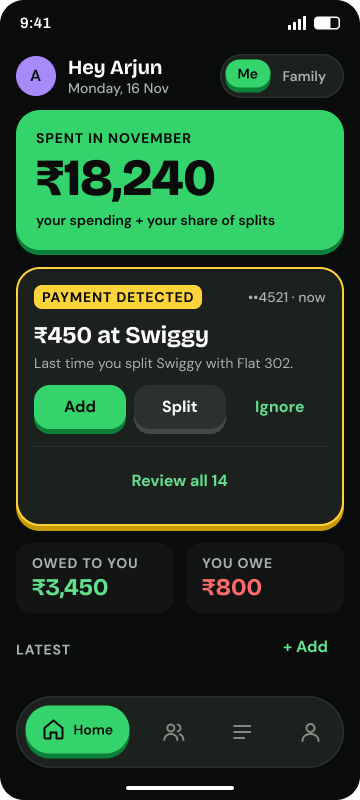 9:41
A
Hey Arjun
Monday, 16 Nov
Me
Family
SPENT IN NOVEMBER
₹18,240
your spending + your share of splits
PAYMENT DETECTED
••4521 · now
₹450 at Swiggy
Last time you split Swiggy with Flat 302.
Add
Split
Ignore
Review all 14
OWED TO YOU
₹3,450
YOU OWE
₹800
LATEST
+ Add
Home